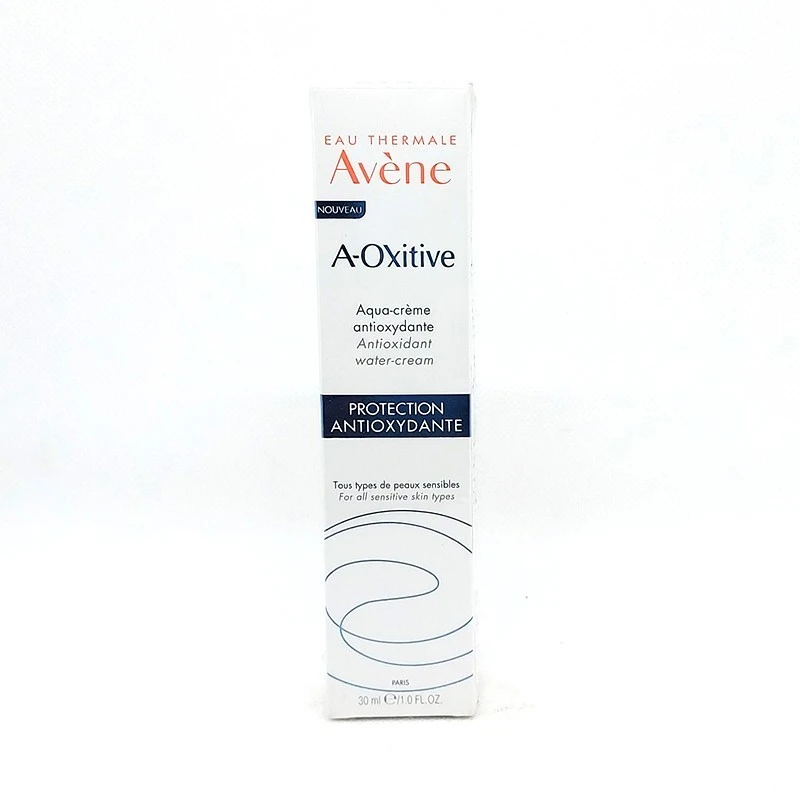 EAU THERMALE
Avène
NOUVEAU
A-OXitive
Aqua-crème
antioxydante
Antioxidant
water-cream
PROTECTION
ANTIOXYDANTE
Tous types de peaux sensibles
For all sensitive skin types
PARIS
30 ml ℮/1.0 FL.OZ.